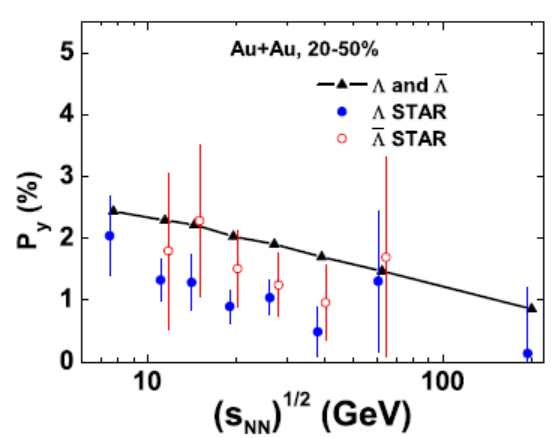 Au+Au, 20-50%
Λ and Λ̅
Λ STAR
Λ̅ STAR
5
4
3
2
1
0
P_y (%)
10
100
(s_NN)^1/2 (GeV)